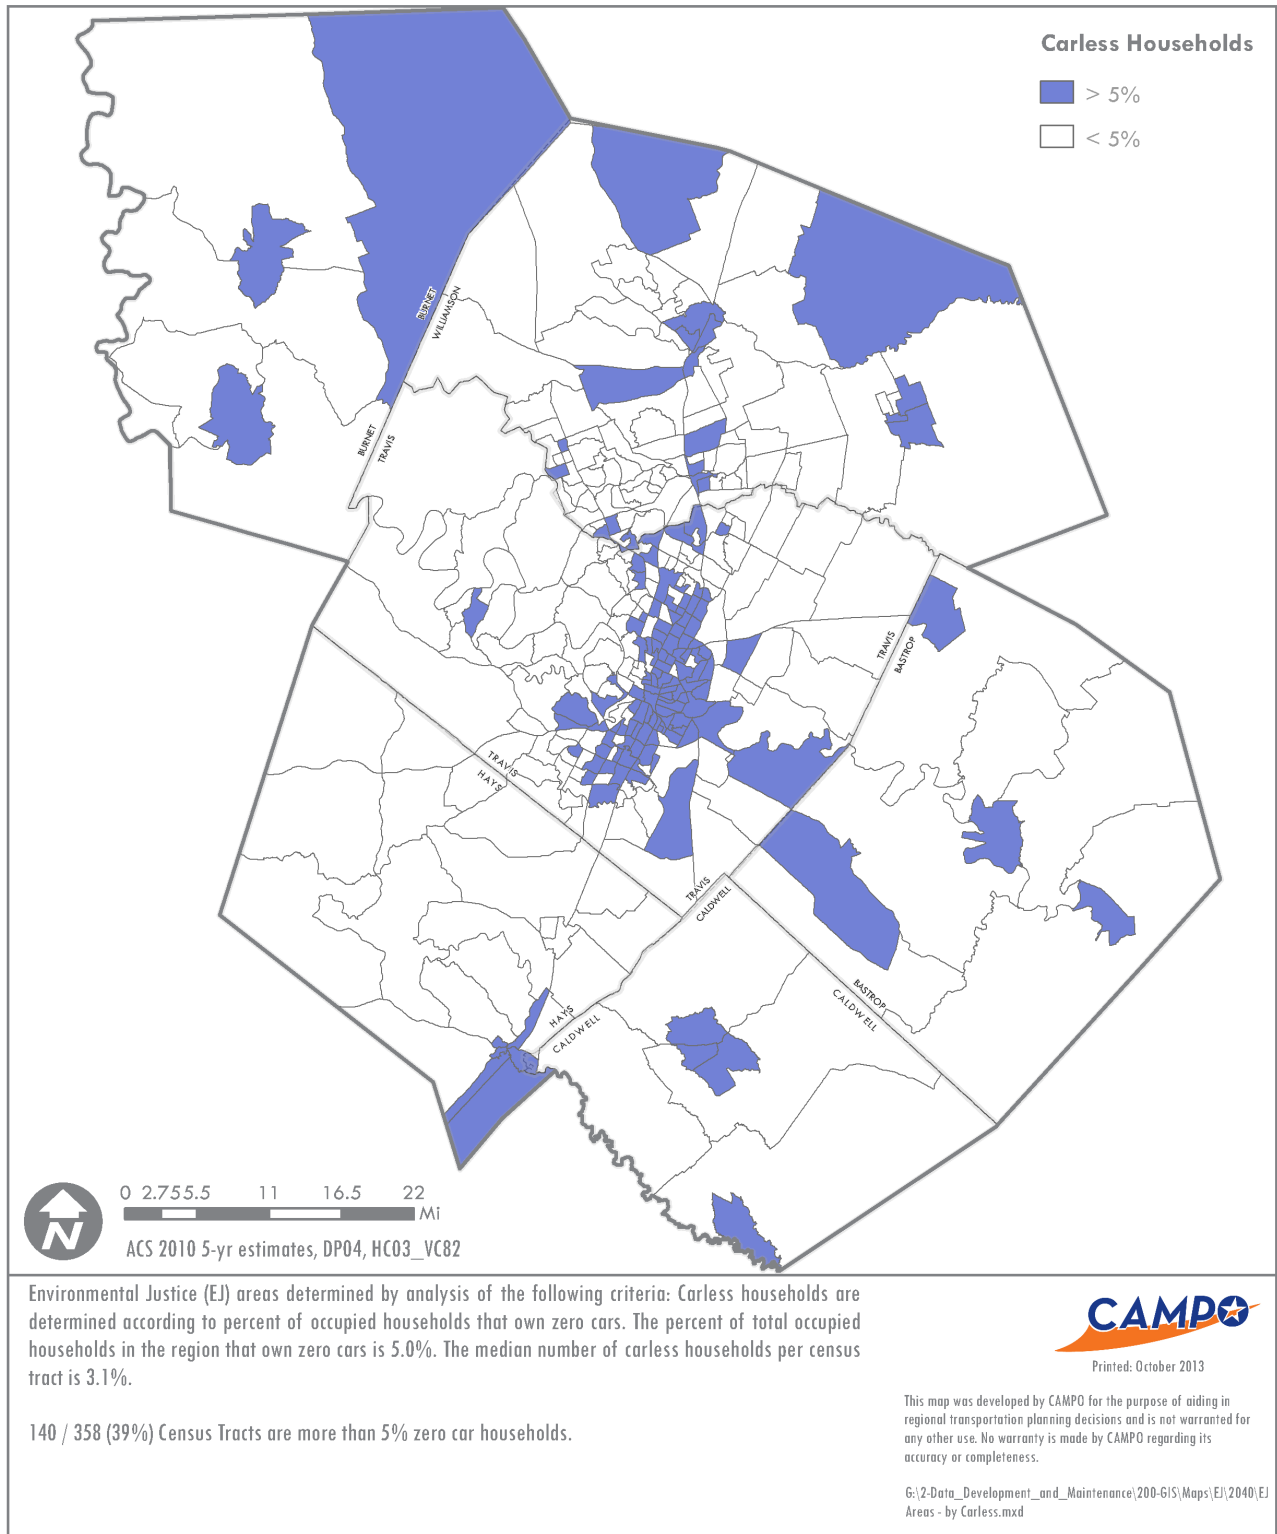 Carless Households
> 5%
< 5%
BURNET
WILLIAMSON
BURNET
TRAVIS
TRAVIS
BASTROP
TRAVIS
HAYS
TRAVIS
CALDWELL
BASTROP
CALDWELL
HAYS
CALDWELL
0 2.75 5.5 11 16.5 22
Mi
N
ACS 2010 5-yr estimates, DP04, HC03_VC82
Environmental Justice (EJ) areas determined by analysis of the following criteria: Carless households are
determined according to percent of occupied households that own zero cars. The percent of total occupied
households in the region that own zero cars is 5.0%. The median number of carless households per census
tract is 3.1%.
140 / 358 (39%) Census Tracts are more than 5% zero car households.
CAMPO
Printed: October 2013
This map was developed by CAMPO for the purpose of aiding in
regional transportation planning decisions and is not warranted for
any other use. No warranty is made by CAMPO regarding its
accuracy or completeness.
G:\2-Data_Development_and_Maintenance\200-GIS\Maps\EJ\2040\EJ
Areas - by Carless.mxd